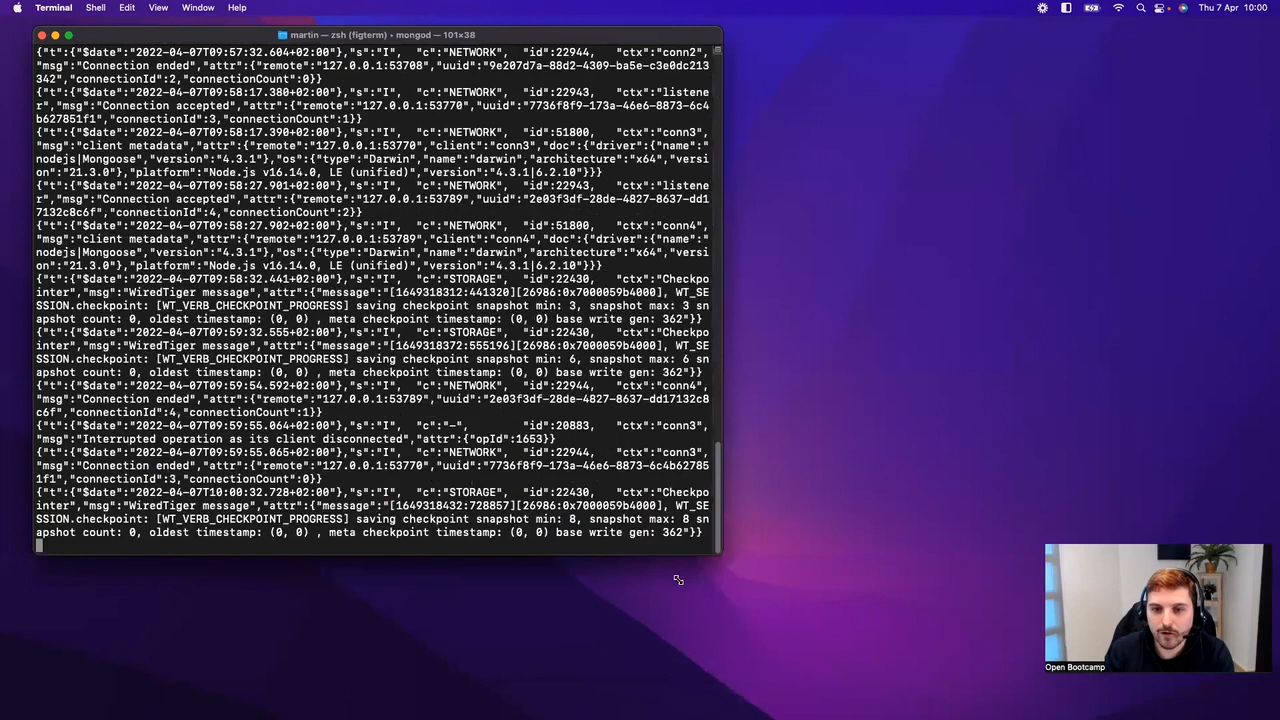 Terminal Shell Edit View Window Help Thu 7 Apr 10:00
martin — zsh (figterm) • mongod — 101×38
{"t":{"$date":"2022-04-07T09:57:32.604+02:00"},"s":"I", "c":"NETWORK", "id":22944, "ctx":"conn2",
"msg":"Connection ended","attr":{"remote":"127.0.0.1:53708","uuid":"9e207d7a-88d2-4309-ba5e-c3e0dc213
342","connectionId":2,"connectionCount":0}}
{"t":{"$date":"2022-04-07T09:58:17.380+02:00"},"s":"I", "c":"NETWORK", "id":22943, "ctx":"listene
r","msg":"Connection accepted","attr":{"remote":"127.0.0.1:53770","uuid":"7736f8f9-173a-46e6-8873-6c4
b627851f1","connectionId":3,"connectionCount":1}}
{"t":{"$date":"2022-04-07T09:58:17.390+02:00"},"s":"I", "c":"NETWORK", "id":51800, "ctx":"conn3",
"msg":"client metadata","attr":{"remote":"127.0.0.1:53770","client":"conn3","doc":{"driver":{"name":"
nodejs|Mongoose","version":"4.3.1"},"os":{"type":"Darwin","name":"darwin","architecture":"x64","versi
on":"21.3.0"},"platform":"Node.js v16.14.0, LE (unified)","version":"4.3.1|6.2.10"}}}
{"t":{"$date":"2022-04-07T09:58:27.901+02:00"},"s":"I", "c":"NETWORK", "id":22943, "ctx":"listene
r","msg":"Connection accepted","attr":{"remote":"127.0.0.1:53789","uuid":"2e03f3df-28de-4827-8637-dd1
7132c8c6f","connectionId":4,"connectionCount":2}}
{"t":{"$date":"2022-04-07T09:58:27.902+02:00"},"s":"I", "c":"NETWORK", "id":51800, "ctx":"conn4",
"msg":"client metadata","attr":{"remote":"127.0.0.1:53789","client":"conn4","doc":{"driver":{"name":"
nodejs|Mongoose","version":"4.3.1"},"os":{"type":"Darwin","name":"darwin","architecture":"x64","versi
on":"21.3.0"},"platform":"Node.js v16.14.0, LE (unified)","version":"4.3.1|6.2.10"}}}
{"t":{"$date":"2022-04-07T09:58:32.441+02:00"},"s":"I", "c":"STORAGE", "id":22430, "ctx":"Checkpo
inter","msg":"WiredTiger message","attr":{"message":"[1649318312:441320][26986:0x7000059b4000], WT_SE
SSION.checkpoint: [WT_VERB_CHECKPOINT_PROGRESS] saving checkpoint snapshot min: 3, snapshot max: 3 sn
apshot count: 0, oldest timestamp: (0, 0) , meta checkpoint timestamp: (0, 0) base write gen: 362"}}
{"t":{"$date":"2022-04-07T09:59:32.555+02:00"},"s":"I", "c":"STORAGE", "id":22430, "ctx":"Checkpo
inter","msg":"WiredTiger message","attr":{"message":"[1649318372:555196][26986:0x7000059b4000], WT_SE
SSION.checkpoint: [WT_VERB_CHECKPOINT_PROGRESS] saving checkpoint snapshot min: 6, snapshot max: 6 sn
apshot count: 0, oldest timestamp: (0, 0) , meta checkpoint timestamp: (0, 0) base write gen: 362"}}
{"t":{"$date":"2022-04-07T09:59:54.592+02:00"},"s":"I", "c":"NETWORK", "id":22944, "ctx":"conn4",
"msg":"Connection ended","attr":{"remote":"127.0.0.1:53789","uuid":"2e03f3df-28de-4827-8637-dd17132c8
c6f","connectionId":4,"connectionCount":1}}
{"t":{"$date":"2022-04-07T09:59:55.064+02:00"},"s":"I", "c":"-", "id":20883, "ctx":"conn3",
"msg":"Interrupted operation as its client disconnected","attr":{"opId":1653}}
{"t":{"$date":"2022-04-07T09:59:55.065+02:00"},"s":"I", "c":"NETWORK", "id":22944, "ctx":"conn3",
"msg":"Connection ended","attr":{"remote":"127.0.0.1:53770","uuid":"7736f8f9-173a-46e6-8873-6c4b62785
1f1","connectionId":3,"connectionCount":0}}
{"t":{"$date":"2022-04-07T10:00:32.728+02:00"},"s":"I", "c":"STORAGE", "id":22430, "ctx":"Checkpo
inter","msg":"WiredTiger message","attr":{"message":"[1649318432:728857][26986:0x7000059b4000], WT_SE
SSION.checkpoint: [WT_VERB_CHECKPOINT_PROGRESS] saving checkpoint snapshot min: 8, snapshot max: 8 sn
apshot count: 0, oldest timestamp: (0, 0) , meta checkpoint timestamp: (0, 0) base write gen: 362"}}
Open Bootcamp